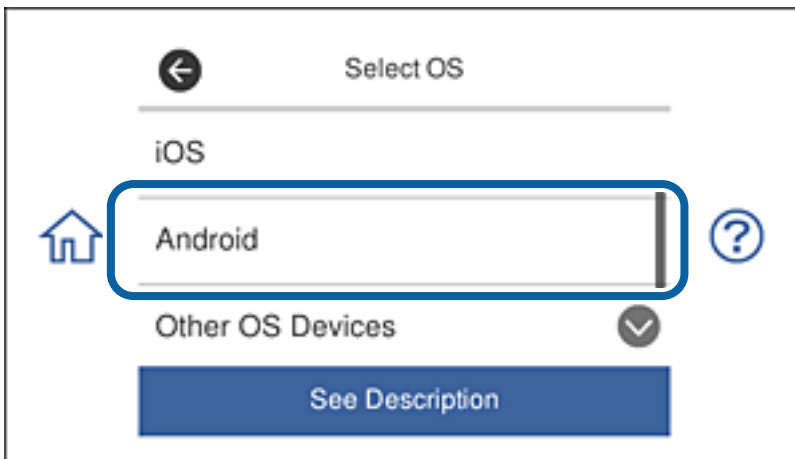 Select OS
iOS
Android
Other OS Devices
See Description